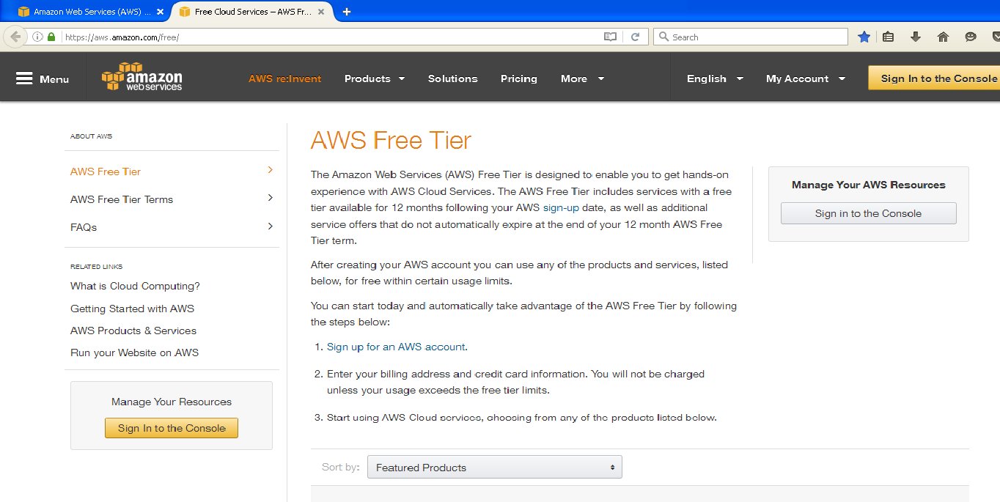 Amazon Web Services (AWS) ...
Free Cloud Services – AWS Fr...
https://aws.amazon.com/free/
Search
Menu
amazon
web services
AWS re:Invent
Products
Solutions
Pricing
More
English
My Account
Sign In to the Console
ABOUT AWS
AWS Free Tier
AWS Free Tier Terms
FAQs
RELATED LINKS
What is Cloud Computing?
Getting Started with AWS
AWS Products & Services
Run your Website on AWS
Manage Your Resources
Sign In to the Console
AWS Free Tier
The Amazon Web Services (AWS) Free Tier is designed to enable you to get hands-on
experience with AWS Cloud Services. The AWS Free Tier includes services with a free
tier available for 12 months following your AWS sign-up date, as well as additional
service offers that do not automatically expire at the end of your 12 month AWS Free
Tier term.
After creating your AWS account you can use any of the products and services, listed
below, for free within certain usage limits.
You can start today and automatically take advantage of the AWS Free Tier by following
the steps below:
1. Sign up for an AWS account.
2. Enter your billing address and credit card information. You will not be charged
unless your usage exceeds the free tier limits.
3. Start using AWS Cloud services, choosing from any of the products listed below.
Sort by:
Featured Products
Manage Your AWS Resources
Sign in to the Console